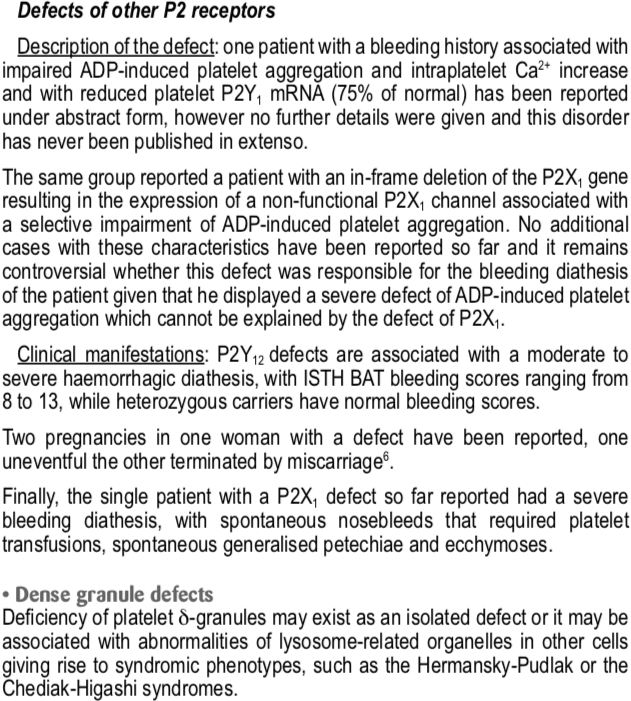 Defects of other P2 receptors
Description of the defect: one patient with a bleeding history associated with
impaired ADP-induced platelet aggregation and intraplatelet Ca²⁺ increase
and with reduced platelet P2Y₁ mRNA (75% of normal) has been reported
under abstract form, however no further details were given and this disorder
has never been published in extenso.
The same group reported a patient with an in-frame deletion of the P2X₁ gene
resulting in the expression of a non-functional P2X₁ channel associated with
a selective impairment of ADP-induced platelet aggregation. No additional
cases with these characteristics have been reported so far and it remains
controversial whether this defect was responsible for the bleeding diathesis
of the patient given that he displayed a severe defect of ADP-induced platelet
aggregation which cannot be explained by the defect of P2X₁.
Clinical manifestations: P2Y₁₂ defects are associated with a moderate to
severe haemorrhagic diathesis, with ISTH BAT bleeding scores ranging from
8 to 13, while heterozygous carriers have normal bleeding scores.
Two pregnancies in one woman with a defect have been reported, one
uneventful the other terminated by miscarriage⁶.
Finally, the single patient with a P2X₁ defect so far reported had a severe
bleeding diathesis, with spontaneous nosebleeds that required platelet
transfusions, spontaneous generalised petechiae and ecchymoses.
• Dense granule defects
Deficiency of platelet δ-granules may exist as an isolated defect or it may be
associated with abnormalities of lysosome-related organelles in other cells
giving rise to syndromic phenotypes, such as the Hermansky-Pudlak or the
Chediak-Higashi syndromes.